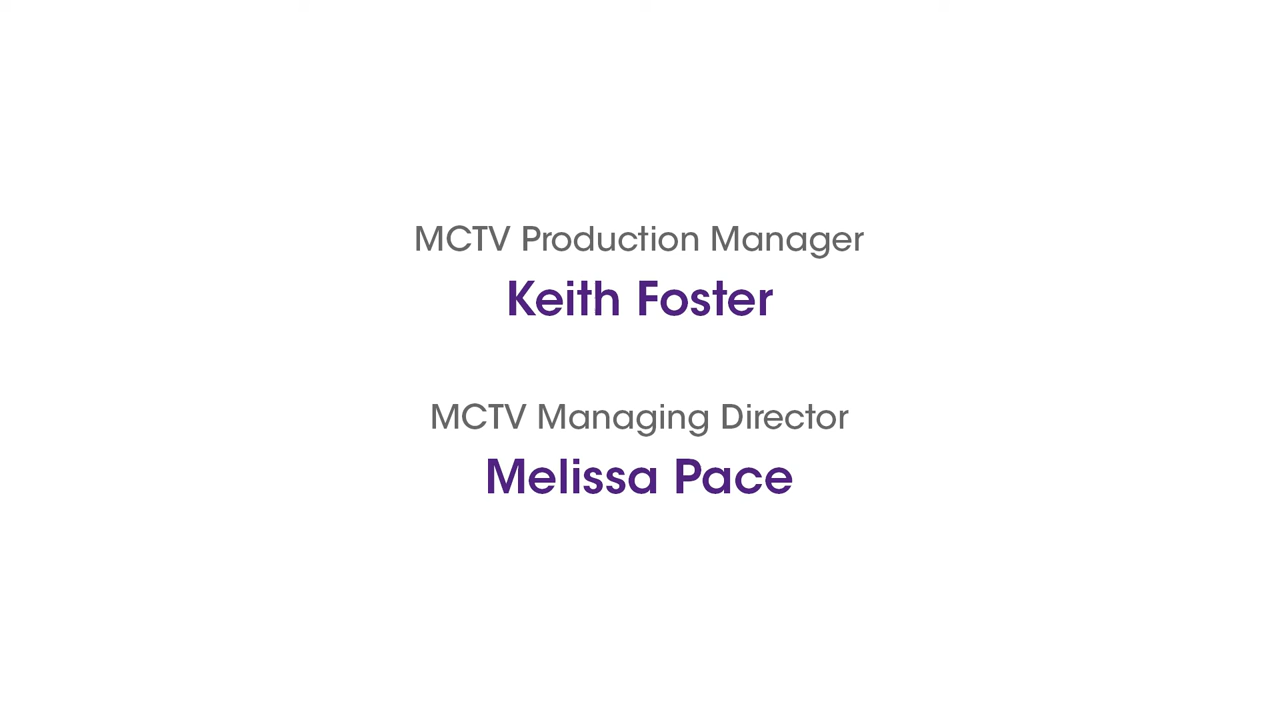 MCTV Production Manager
Keith Foster
MCTV Managing Director
Melissa Pace